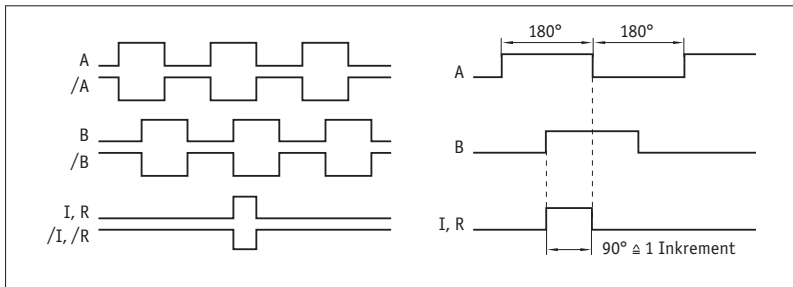 A
/A
B
/B
I, R
/I, /R
180° 180°
A
B
I, R
90° ≙ 1 Inkrement